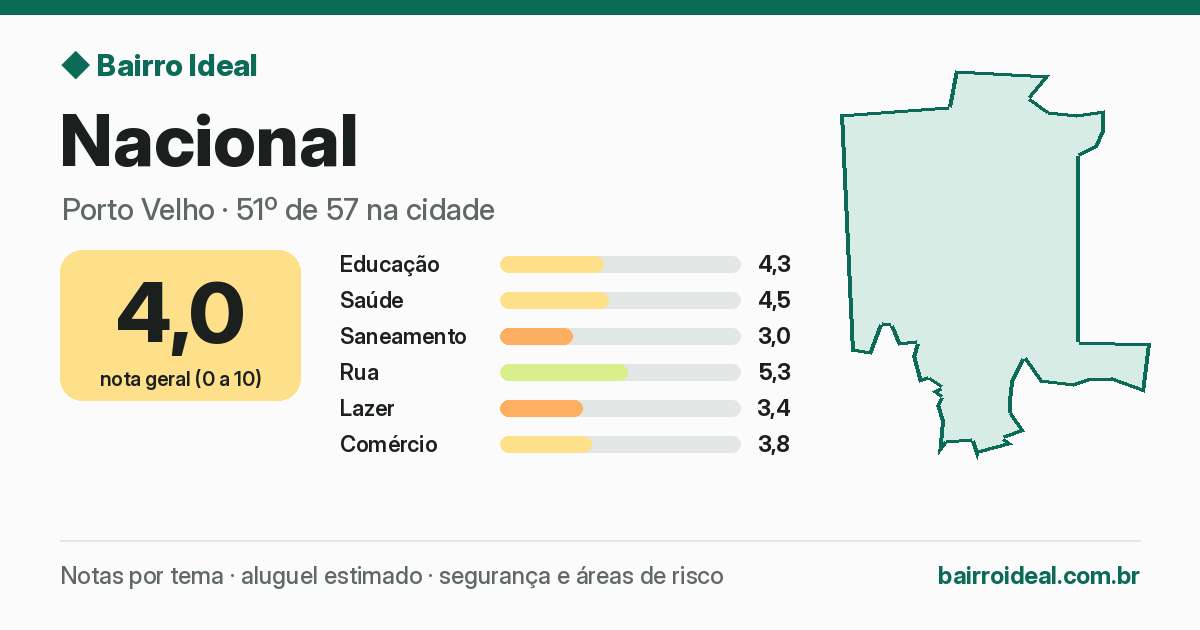 Bairro Ideal
Nacional
Porto Velho · 51º de 57 na cidade
4,0
nota geral (0 a 10)
Educação 4,3
Saúde 4,5
Saneamento 3,0
Rua 5,3
Lazer 3,4
Comércio 3,8
Notas por tema · aluguel estimado · segurança e áreas de risco
bairroideal.com.br